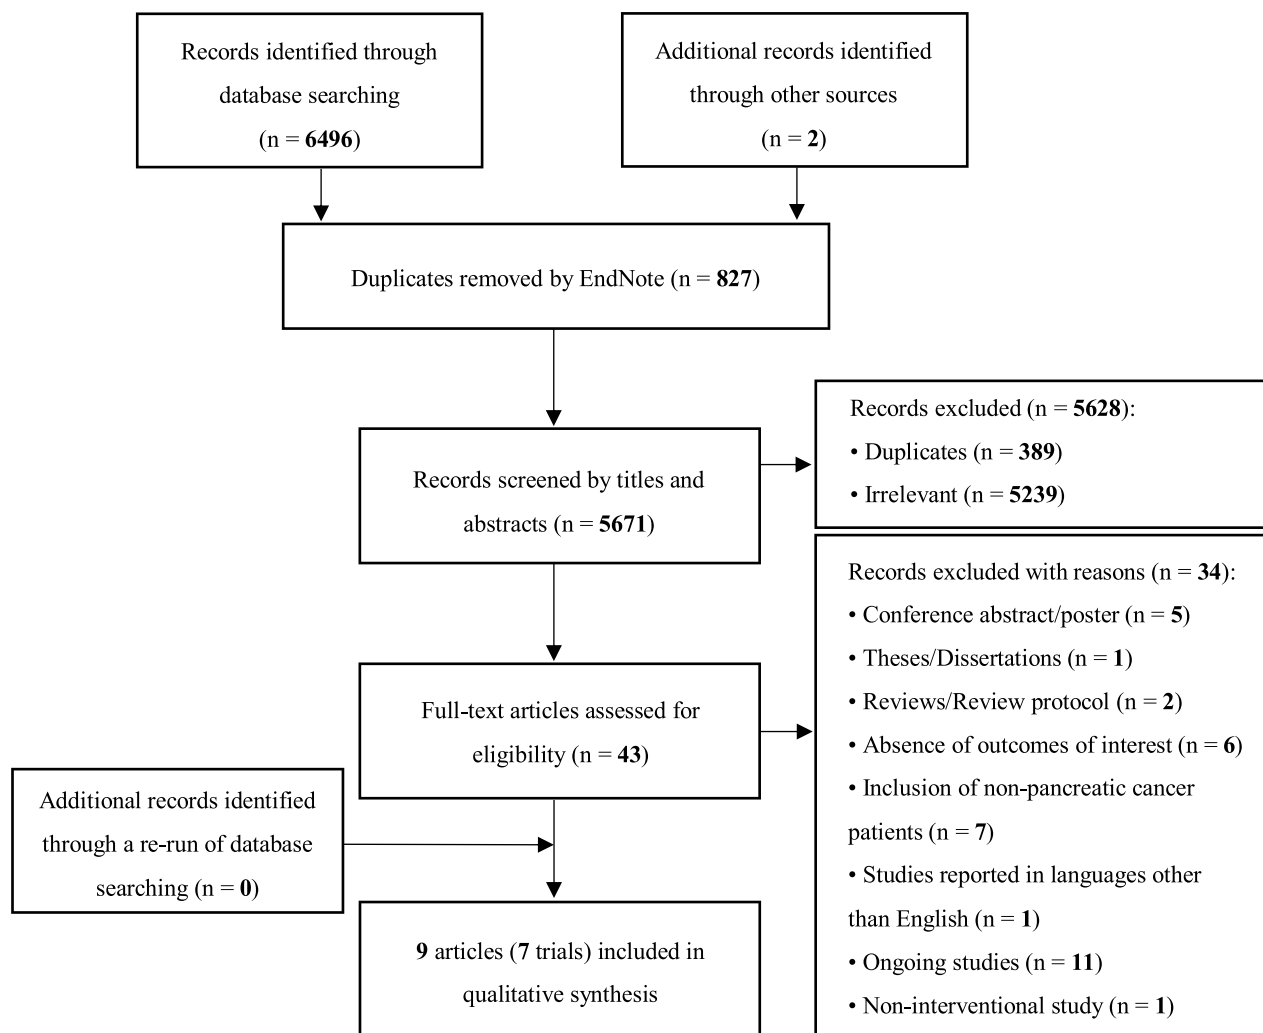 Records identified through
database searching
(n = 6496)
Additional records identified
through other sources
(n = 2)
Duplicates removed by EndNote (n = 827)
Records screened by titles and
abstracts (n = 5671)
Records excluded (n = 5628):
• Duplicates (n = 389)
• Irrelevant (n = 5239)
Full-text articles assessed for
eligibility (n = 43)
Records excluded with reasons (n = 34):
• Conference abstract/poster (n = 5)
• Theses/Dissertations (n = 1)
• Reviews/Review protocol (n = 2)
• Absence of outcomes of interest (n = 6)
• Inclusion of non-pancreatic cancer
patients (n = 7)
• Studies reported in languages other
than English (n = 1)
• Ongoing studies (n = 11)
• Non-interventional study (n = 1)
Additional records identified
through a re-run of database
searching (n = 0)
9 articles (7 trials) included in
qualitative synthesis